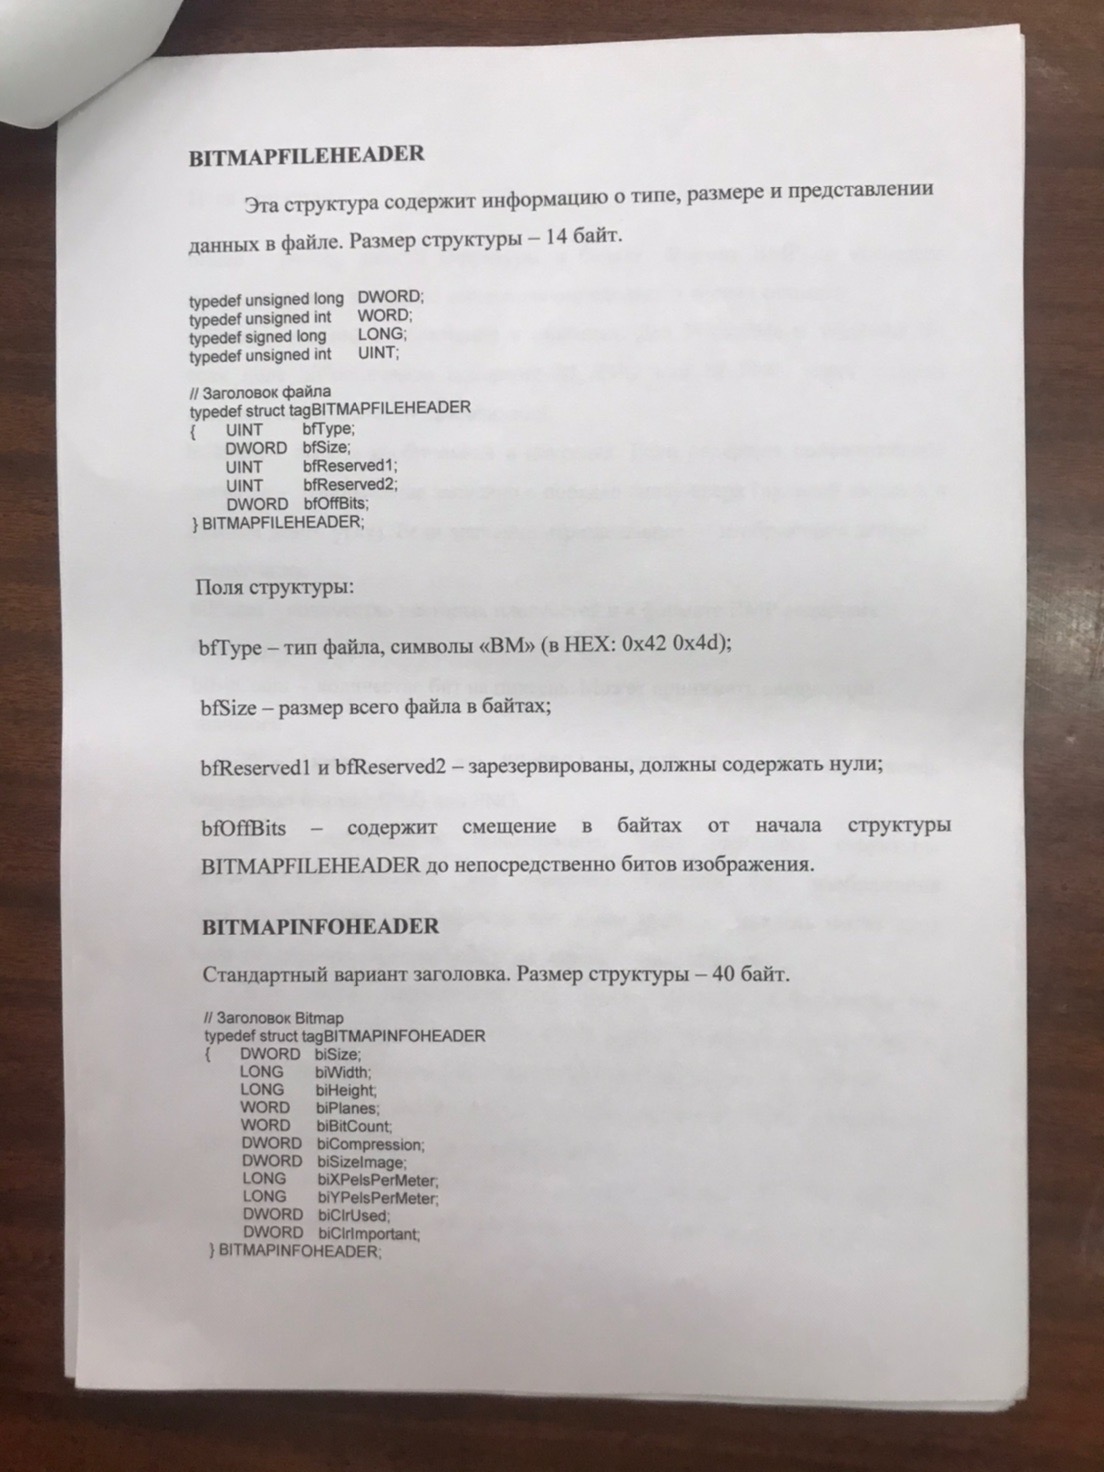 BITMAPFILEHEADER
Эта структура содержит информацию о типе, размере и представлении
данных в файле. Размер структуры – 14 байт.
typedef unsigned long DWORD;
typedef unsigned int WORD;
typedef signed long LONG;
typedef unsigned int UINT;
// Заголовок файла
typedef struct tagBITMAPFILEHEADER
{ UINT bfType;
DWORD bfSize;
UINT bfReserved1;
UINT bfReserved2;
DWORD bfOffBits;
} BITMAPFILEHEADER;
Поля структуры:
bfType – тип файла, символы «BM» (в HEX: 0x42 0x4d);
bfSize – размер всего файла в байтах;
bfReserved1 и bfReserved2 – зарезервированы, должны содержать нули;
bfOffBits – содержит смещение в байтах от начала структуры
BITMAPFILEHEADER до непосредственно битов изображения.
BITMAPINFOHEADER
Стандартный вариант заголовка. Размер структуры – 40 байт.
// Заголовок Bitmap
typedef struct tagBITMAPINFOHEADER
{ DWORD biSize;
LONG biWidth;
LONG biHeight;
WORD biPlanes;
WORD biBitCount;
DWORD biCompression;
DWORD biSizeImage;
LONG biXPelsPerMeter;
LONG biYPelsPerMeter;
DWORD biClrUsed;
DWORD biClrImportant;
} BITMAPINFOHEADER;